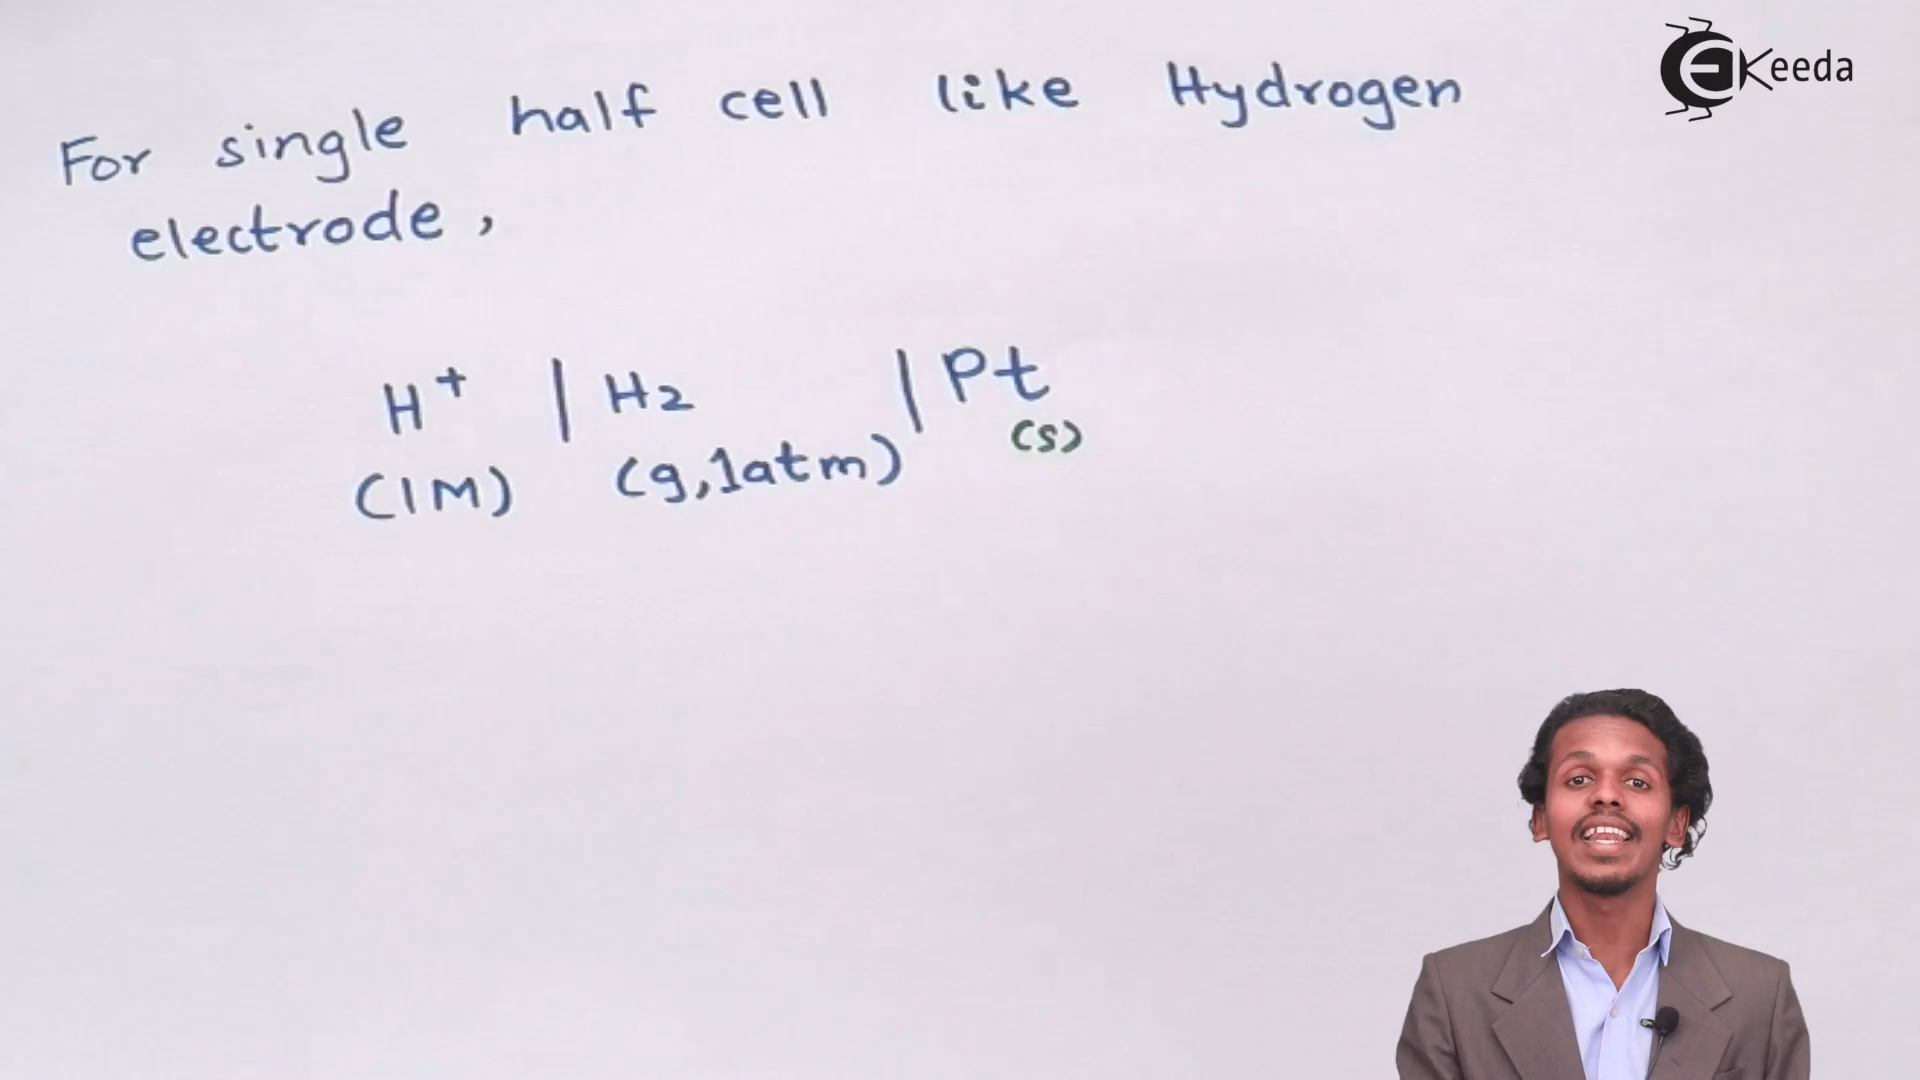 Keeda
For single half cell like Hydrogen
electrode,
H⁺ | H₂ | Pt
(1M) (g,1atm) (s)